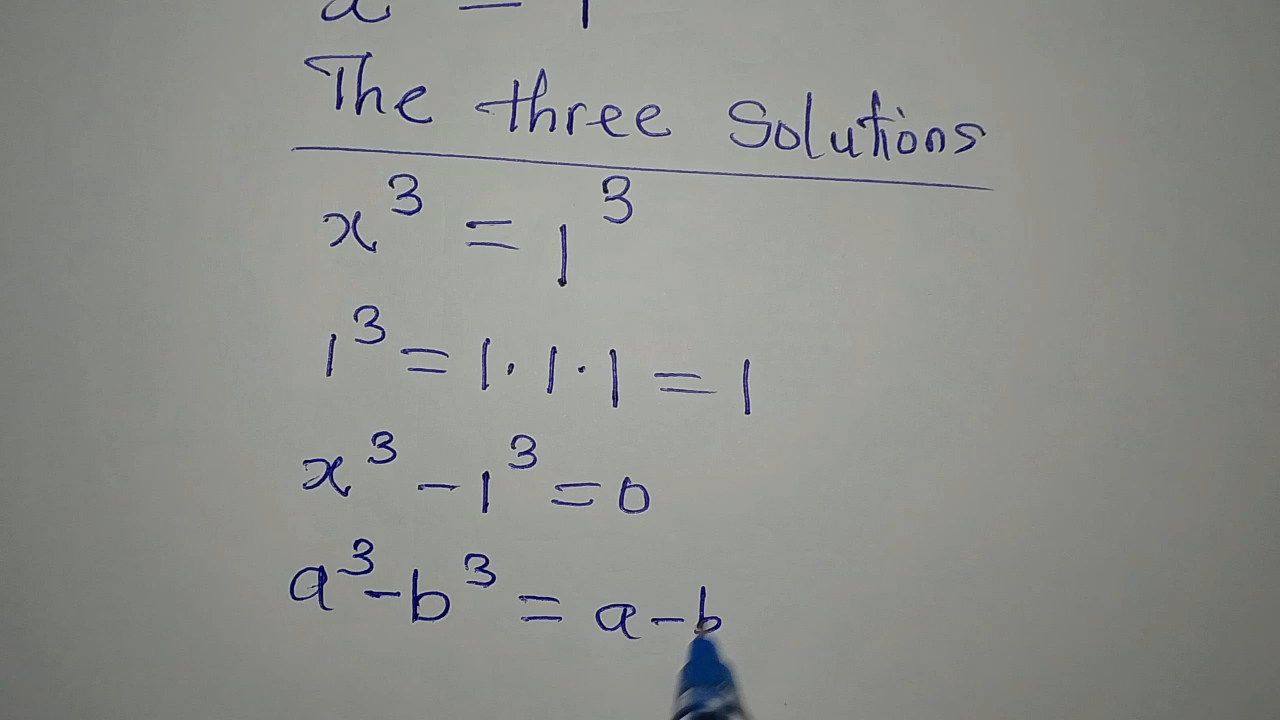 The three Solutions
x³ = 1³
1³ = 1·1·1 = 1
x³ - 1³ = 0
a³ - b³ = a - b